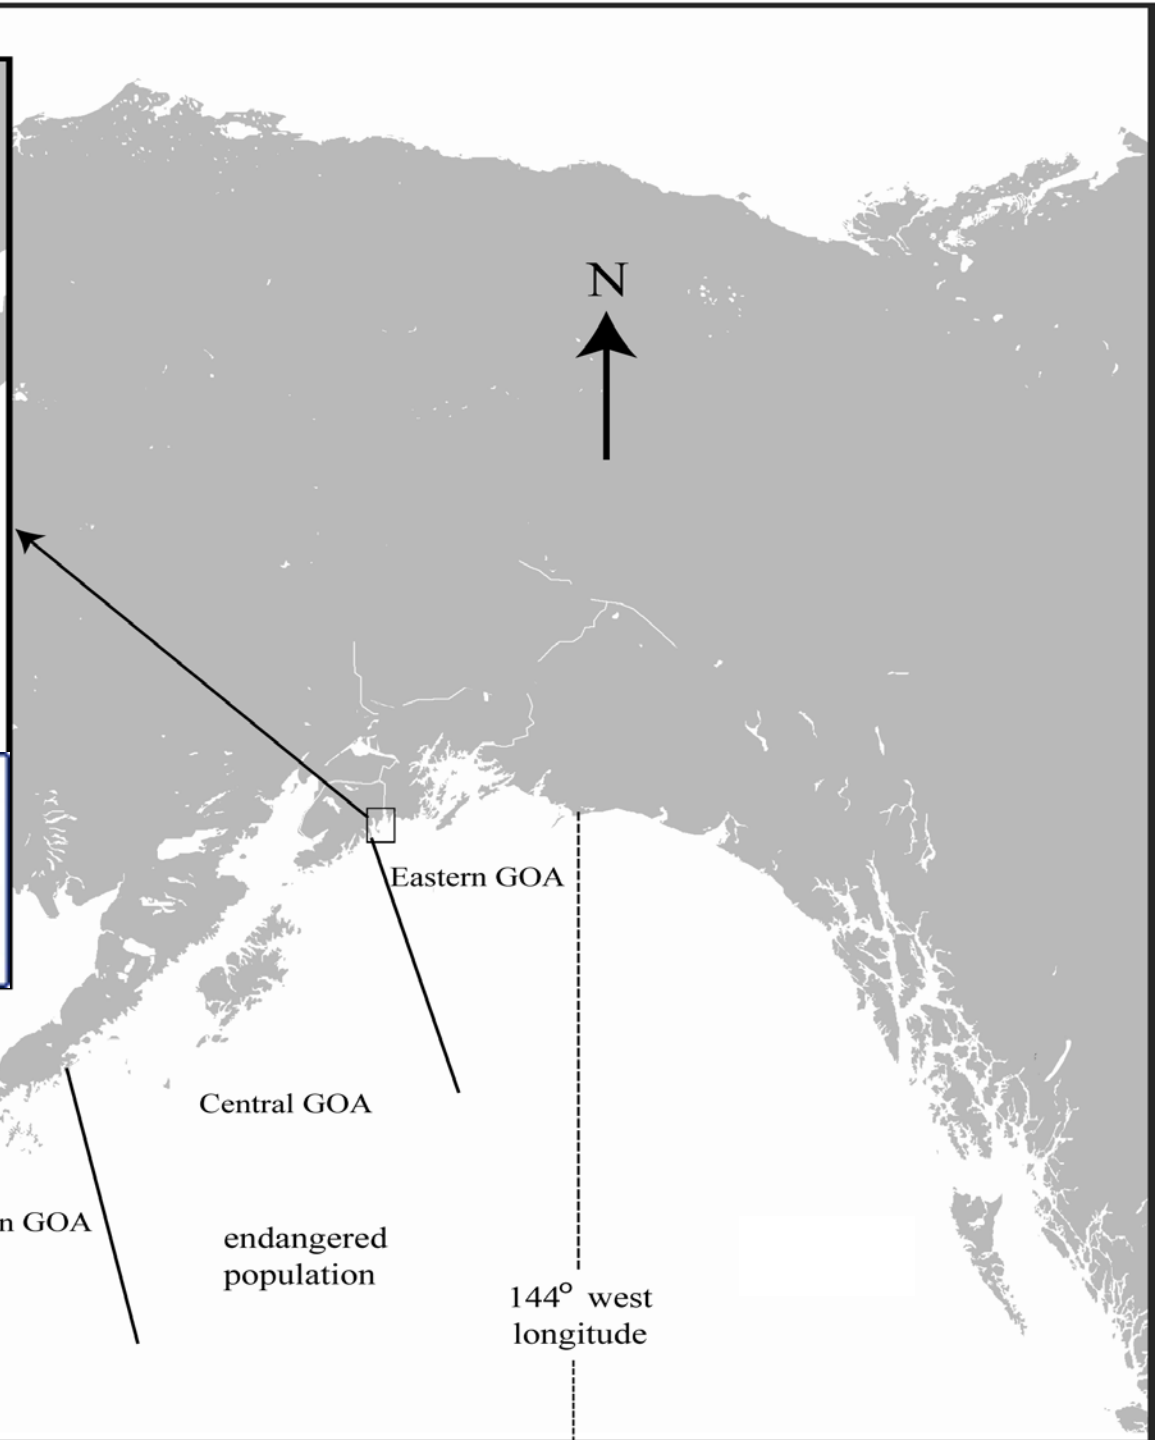 N
Eastern GOA
Central GOA
n GOA
endangered
population
144° west
longitude